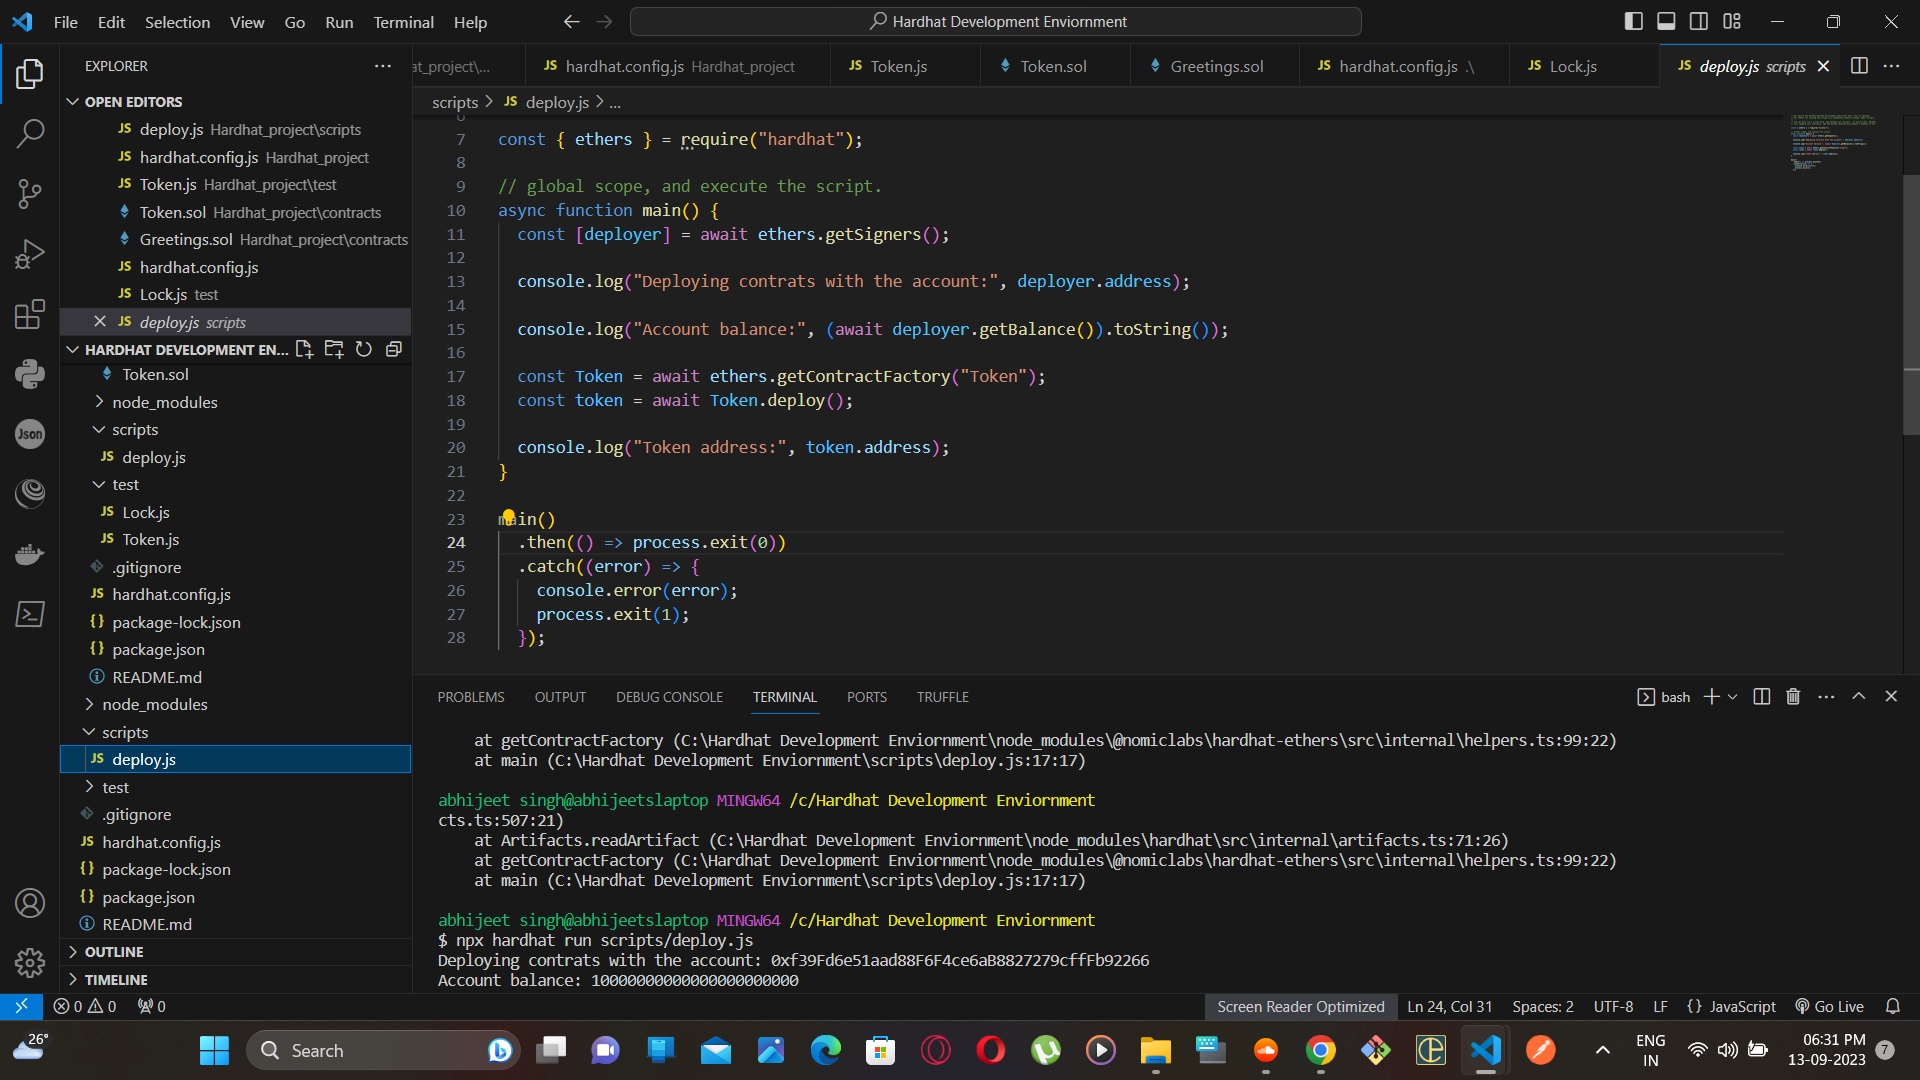 File Edit Selection View Go Run Terminal Help
Hardhat Development Enviornment
EXPLORER
OPEN EDITORS
JS deploy.js Hardhat_project\scripts
JS hardhat.config.js Hardhat_project
JS Token.js Hardhat_project\test
Token.sol Hardhat_project\contracts
Greetings.sol Hardhat_project\contracts
JS hardhat.config.js
JS Lock.js test
JS deploy.js scripts
HARDHAT DEVELOPMENT EN...
Token.sol
node_modules
scripts
JS deploy.js
test
JS Lock.js
JS Token.js
.gitignore
JS hardhat.config.js
{} package-lock.json
{} package.json
README.md
node_modules
scripts
JS deploy.js
test
.gitignore
JS hardhat.config.js
{} package-lock.json
{} package.json
README.md
OUTLINE
TIMELINE
at_project\... JS hardhat.config.js Hardhat_project JS Token.js Token.sol Greetings.sol JS hardhat.config.js .\ JS Lock.js JS deploy.js scripts
scripts > JS deploy.js > ...
6
7 const { ethers } = require("hardhat");
8
9 // global scope, and execute the script.
10 async function main() {
11 const [deployer] = await ethers.getSigners();
12
13 console.log("Deploying contrats with the account:", deployer.address);
14
15 console.log("Account balance:", (await deployer.getBalance()).toString());
16
17 const Token = await ethers.getContractFactory("Token");
18 const token = await Token.deploy();
19
20 console.log("Token address:", token.address);
21 }
22
23 main()
24 .then(() => process.exit(0))
25 .catch((error) => {
26 console.error(error);
27 process.exit(1);
28 });
PROBLEMS OUTPUT DEBUG CONSOLE TERMINAL PORTS TRUFFLE
bash
at getContractFactory (C:\Hardhat Development Enviornment\node_modules\@nomiclabs\hardhat-ethers\src\internal\helpers.ts:99:22)
at main (C:\Hardhat Development Enviornment\scripts\deploy.js:17:17)
abhijeet singh@abhijeetslaptop MINGW64 /c/Hardhat Development Enviornment
cts.ts:507:21)
at Artifacts.readArtifact (C:\Hardhat Development Enviornment\node_modules\hardhat\src\internal\artifacts.ts:71:26)
at getContractFactory (C:\Hardhat Development Enviornment\node_modules\@nomiclabs\hardhat-ethers\src\internal\helpers.ts:99:22)
at main (C:\Hardhat Development Enviornment\scripts\deploy.js:17:17)
abhijeet singh@abhijeetslaptop MINGW64 /c/Hardhat Development Enviornment
$ npx hardhat run scripts/deploy.js
Deploying contrats with the account: 0xf39Fd6e51aad88F6F4ce6aB8827279cffFb92266
Account balance: 10000000000000000000000
0 0 0 Screen Reader Optimized Ln 24, Col 31 Spaces: 2 UTF-8 LF {} JavaScript Go Live
26° Search ENG IN 06:31 PM 13-09-2023 7